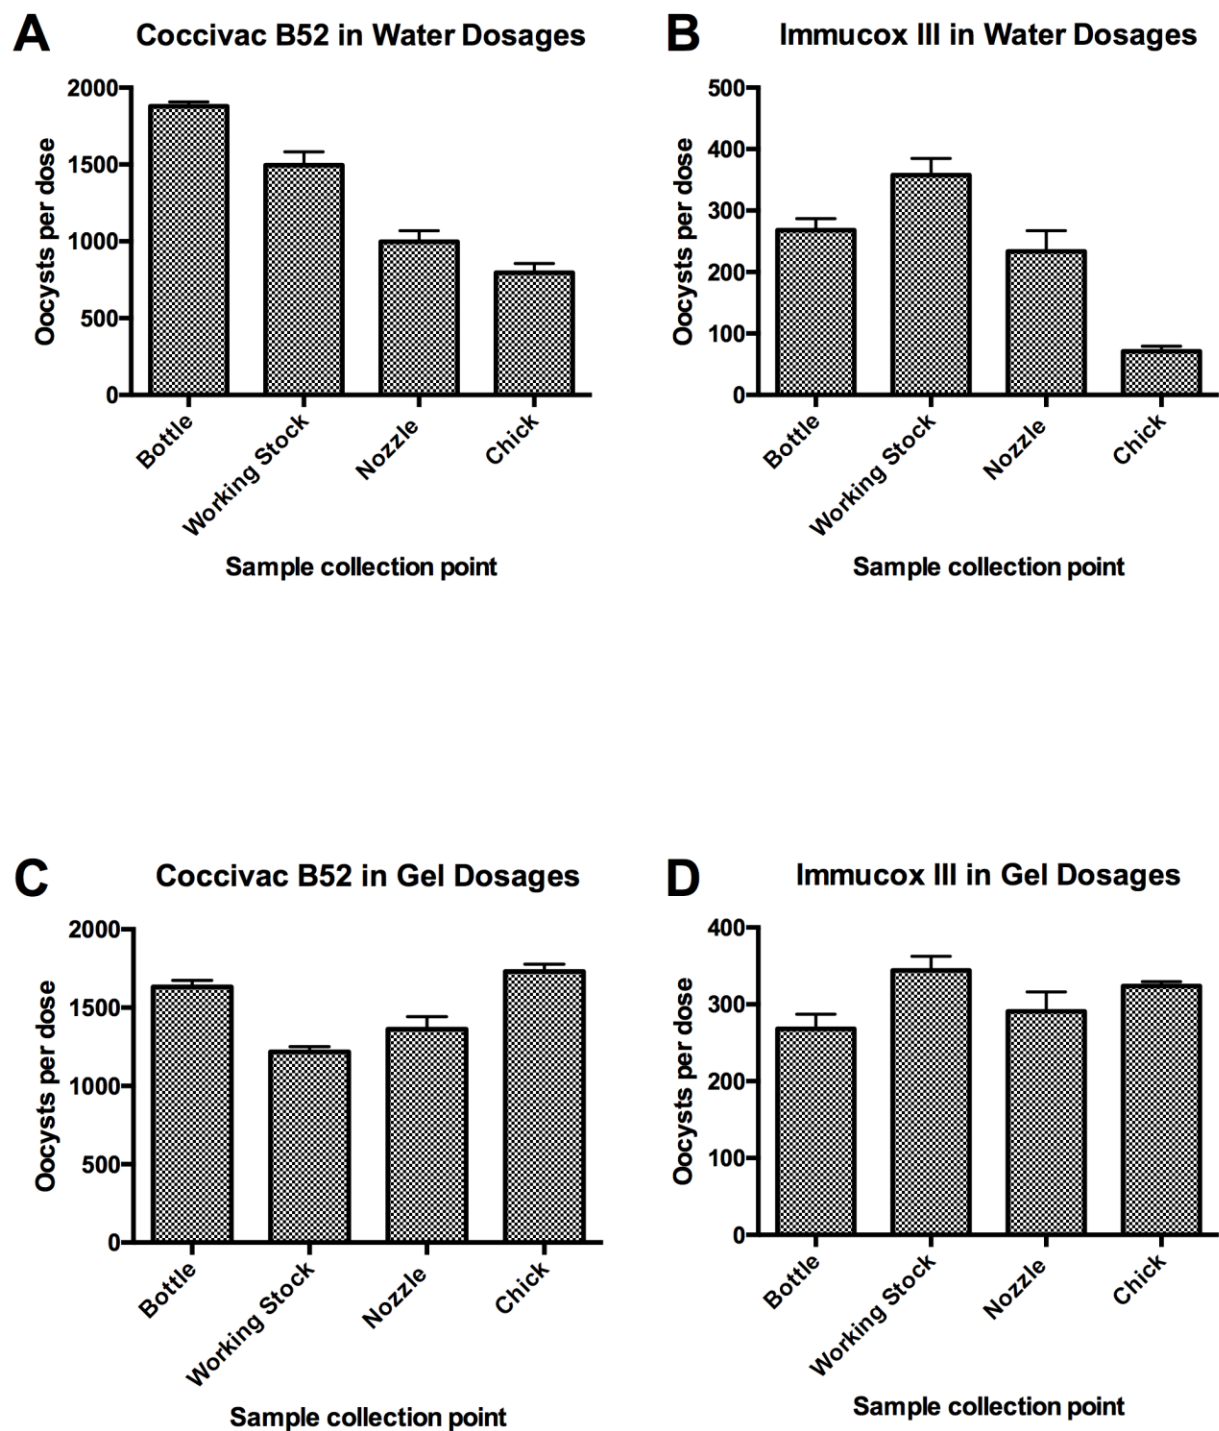 A
Coccivac B52 in Water Dosages
Oocysts per dose
2000
1500
1000
500
0
Bottle
Working Stock
Nozzle
Chick
Sample collection point
B
Immucox III in Water Dosages
Oocysts per dose
500
400
300
200
100
0
Bottle
Working Stock
Nozzle
Chick
Sample collection point
C
Coccivac B52 in Gel Dosages
Oocysts per dose
2000
1500
1000
500
0
Bottle
Working Stock
Nozzle
Chick
Sample collection point
D
Immucox III in Gel Dosages
Oocysts per dose
400
300
200
100
0
Bottle
Working Stock
Nozzle
Chick
Sample collection point